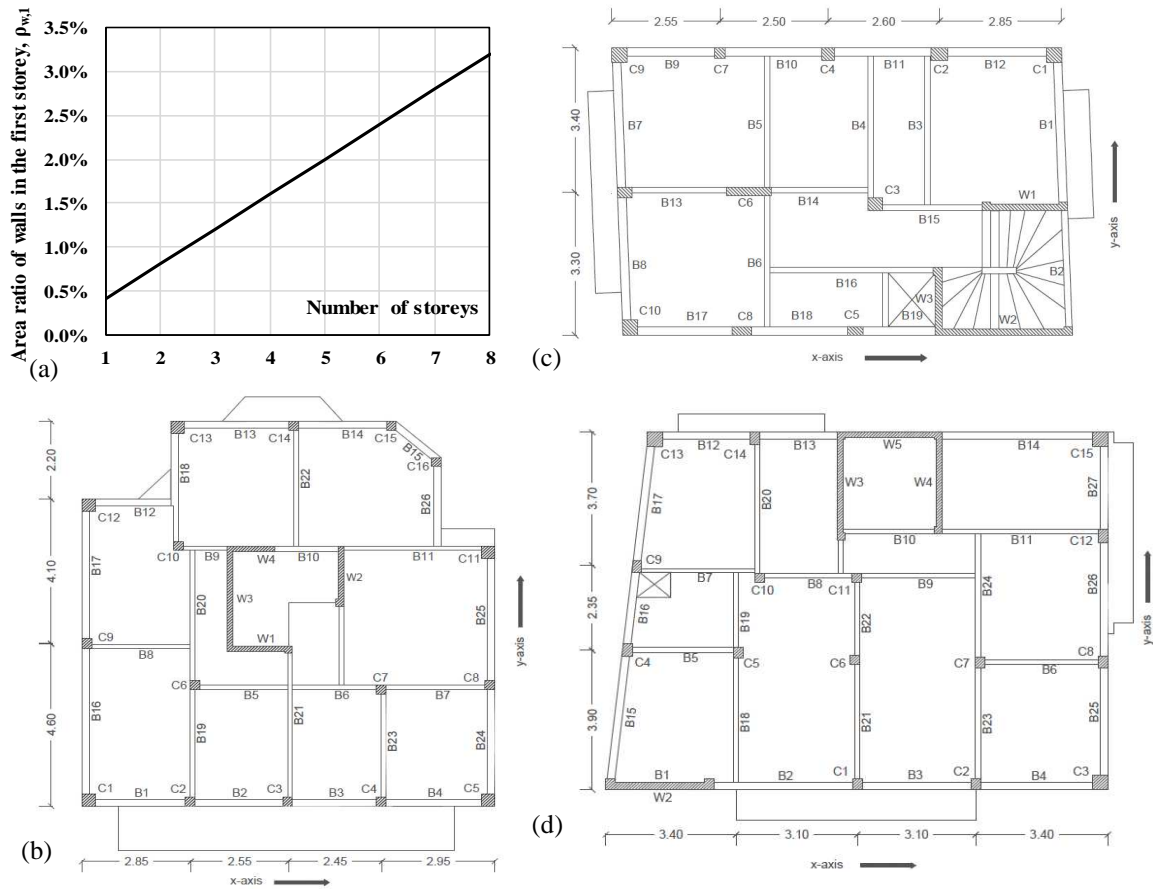 Area ratio of walls in the first storey, ρw,1
3.5%
3.0%
2.5%
2.0%
1.5%
1.0%
0.5%
0.0%
Number of storeys
1 2 3 4 5 6 7 8
(a)
2.55 2.50 2.60 2.85
C9 B9 C7 B10 C4 B11 C2 B12 C1
3.40
B7 B5 B4 B3 B1
C3 W1
B13 C6 B14
B15
3.30
B8 B6 B2
B16
W3
C10 B17 C8 B18 C5 B19 W2
y-axis
x-axis
(c)
2.20
C13 B13 C14 B14 C15
B15
C16
B18 B22 B26
C12 B12
4.10
B17
C10 B9 W4 B10 B11 C11
W2
B20 W3 B25
C9
W1
B8
C6 B5 B6 C7 B7 C8
4.60
B16 B19 B21 B23 B24
C1 B1 C2 B2 C3 B3 C4 B4 C5
y-axis
(b)
2.85 2.55 2.45 2.95
x-axis
C13 B12 C14 B13 W5 B14 C15
3.70
B17 B20 W3 W4 B27
B10 B11 C12
C9 B7 C10 B8 C11 B9
B24 B26
2.35
B16 B19 B22
C4 B5 C5 C6 C7 B6 C8
3.90
B15 B18 B21 B23 B25
B1 B2 C1 B3 C2 B4 C3
W2
y-axis
(d)
3.40 3.10 3.10 3.40
x-axis